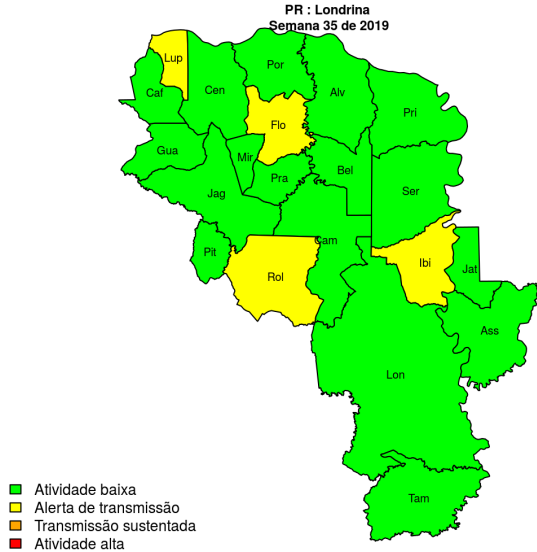 PR : Londrina
Semana 35 de 2019
Lup
Por
Caf
Cen
Alv
Pri
Flo
Gua
Mir
Bel
Pra
Jag
Ser
Cam
Pit
Ibi
Jat
Rol
Ass
Lon
Tam
Atividade baixa
Alerta de transmissão
Transmissão sustentada
Atividade alta